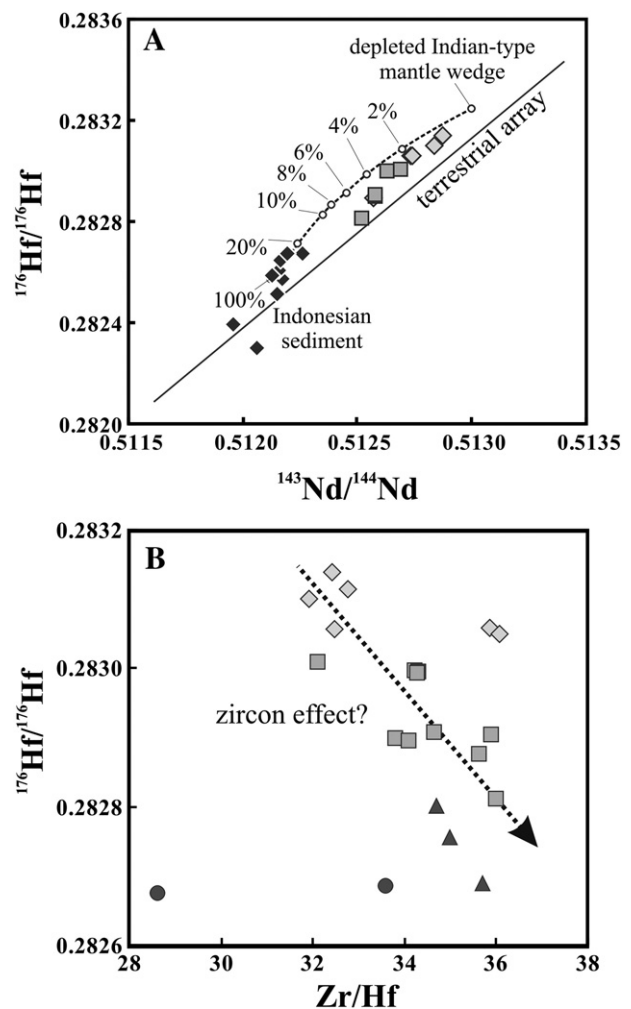 0.2836
A
depleted Indian-type
mantle wedge
0.2832
2%
4%
terrestrial array
6%
8%
0.2828
10%
¹⁷⁶Hf/¹⁷⁶Hf
20%
100%
0.2824
Indonesian
sediment
0.2820
0.5115 0.5120 0.5125 0.5130 0.5135
¹⁴³Nd/¹⁴⁴Nd
0.2832
B
0.2830
¹⁷⁶Hf/¹⁷⁶Hf
zircon effect?
0.2828
0.2826
28 30 32 34 36 38
Zr/Hf